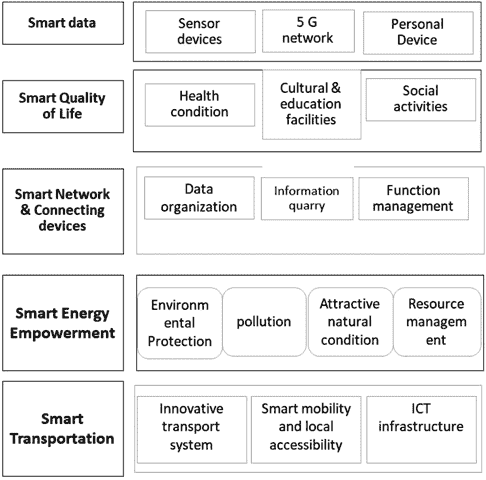 Smart data
Sensor
devices
5 G
network
Personal
Device
Smart Quality
of Life
Health
condition
Cultural &
education
facilities
Social
activities
Smart Network
& Connecting
devices
Data
organization
Information
quarry
Function
management
Smart Energy
Empowerment
Environm
ental
Protection
pollution
Attractive
natural
condition
Resource
managem
ent
Smart
Transportation
Innovative
transport
system
Smart mobility
and local
accessibility
ICT
infrastructure